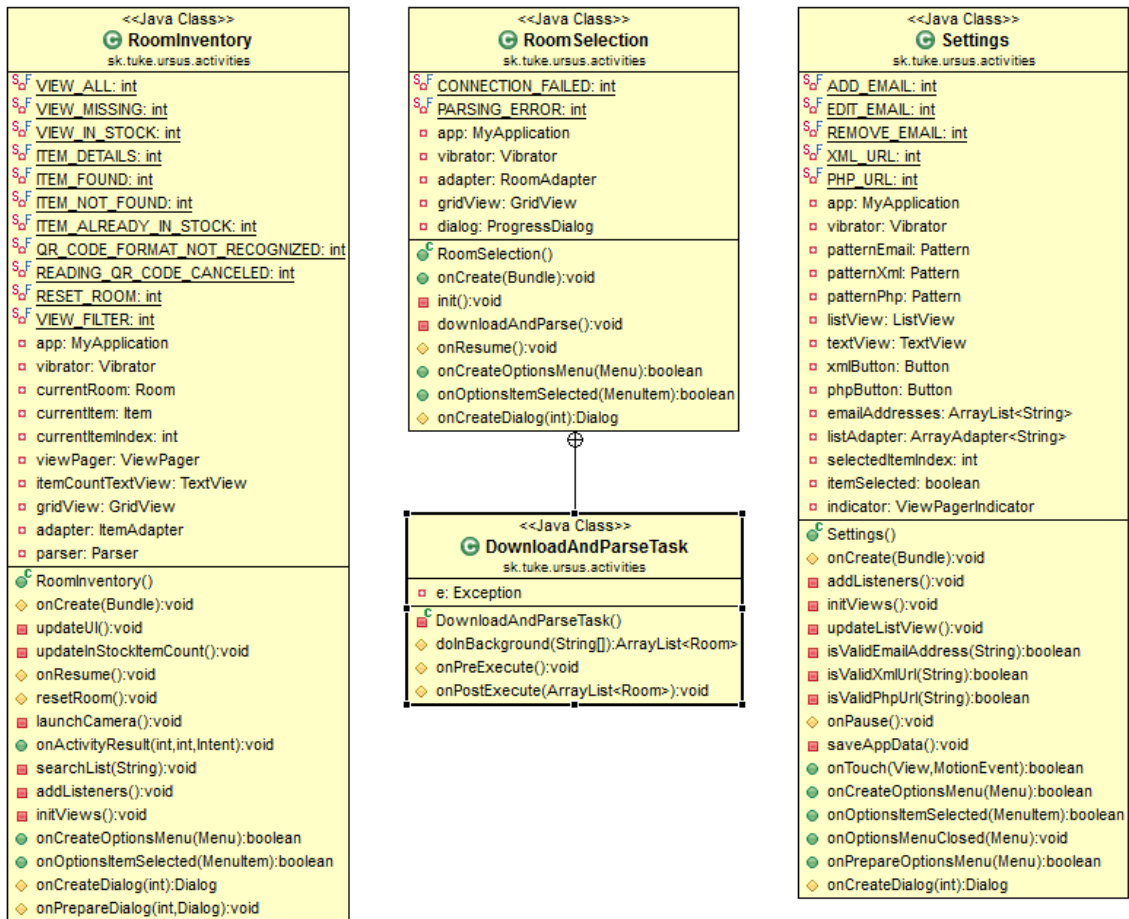 <<Java Class>>
RoomInventory
sk.tuke.ursus.activities
VIEW_ALL: int
VIEW_MISSING: int
VIEW_IN_STOCK: int
ITEM_DETAILS: int
ITEM_FOUND: int
ITEM_NOT_FOUND: int
ITEM_ALREADY_IN_STOCK: int
QR_CODE_FORMAT_NOT_RECOGNIZED: int
READING_QR_CODE_CANCELED: int
RESET_ROOM: int
VIEW_FILTER: int
app: MyApplication
vibrator: Vibrator
currentRoom: Room
currentItem: Item
currentItemIndex: int
viewPager: ViewPager
itemCountTextView: TextView
gridView: GridView
adapter: ItemAdapter
parser: Parser
RoomInventory()
onCreate(Bundle):void
updateUI():void
updateInStockItemCount():void
onResume():void
resetRoom():void
launchCamera():void
onActivityResult(int,int,Intent):void
searchList(String):void
addListeners():void
initViews():void
onCreateOptionsMenu(Menu):boolean
onOptionsItemSelected(MenuItem):boolean
onCreateDialog(int):Dialog
onPrepareDialog(int,Dialog):void
<<Java Class>>
RoomSelection
sk.tuke.ursus.activities
CONNECTION_FAILED: int
PARSING_ERROR: int
app: MyApplication
vibrator: Vibrator
adapter: RoomAdapter
gridView: GridView
dialog: ProgressDialog
RoomSelection()
onCreate(Bundle):void
init():void
downloadAndParse():void
onResume():void
onCreateOptionsMenu(Menu):boolean
onOptionsItemSelected(MenuItem):boolean
onCreateDialog(int):Dialog
<<Java Class>>
DownloadAndParseTask
sk.tuke.ursus.activities
e: Exception
DownloadAndParseTask()
doInBackground(String[]):ArrayList<Room>
onPreExecute():void
onPostExecute(ArrayList<Room>):void
<<Java Class>>
Settings
sk.tuke.ursus.activities
ADD_EMAIL: int
EDIT_EMAIL: int
REMOVE_EMAIL: int
XML_URL: int
PHP_URL: int
app: MyApplication
vibrator: Vibrator
patternEmail: Pattern
patternXml: Pattern
patternPhp: Pattern
listView: ListView
textView: TextView
xmlButton: Button
phpButton: Button
emailAddresses: ArrayList<String>
listAdapter: ArrayAdapter<String>
selectedItemIndex: int
itemSelected: boolean
indicator: ViewPagerIndicator
Settings()
onCreate(Bundle):void
addListeners():void
initViews():void
updateListView():void
isValidEmailAddress(String):boolean
isValidXmlUrl(String):boolean
isValidPhpUrl(String):boolean
onPause():void
saveAppData():void
onTouch(View,MotionEvent):boolean
onCreateOptionsMenu(Menu):boolean
onOptionsItemSelected(MenuItem):boolean
onOptionsMenuClosed(Menu):void
onPrepareOptionsMenu(Menu):boolean
onCreateDialog(int):Dialog